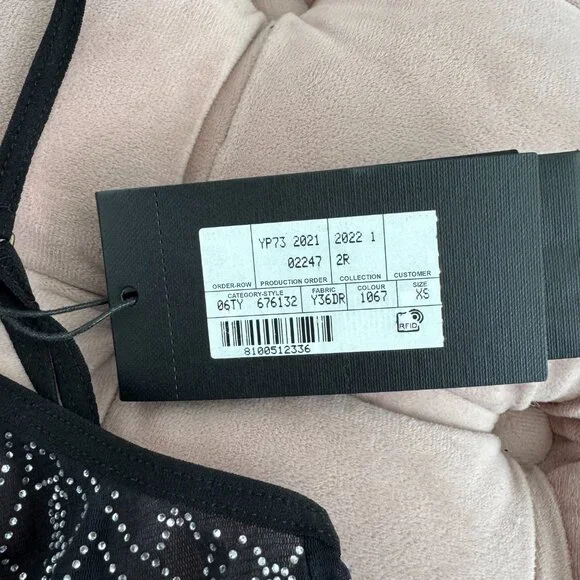 YP73 2021 2022 1
02247 2R
ORDER-ROW PRODUCTION ORDER COLLECTION CUSTOMER
CATEGORY-STYLE FABRIC COLOUR SIZE
06TY 676132 Y36DR 1067 XS
RFID
8100512336